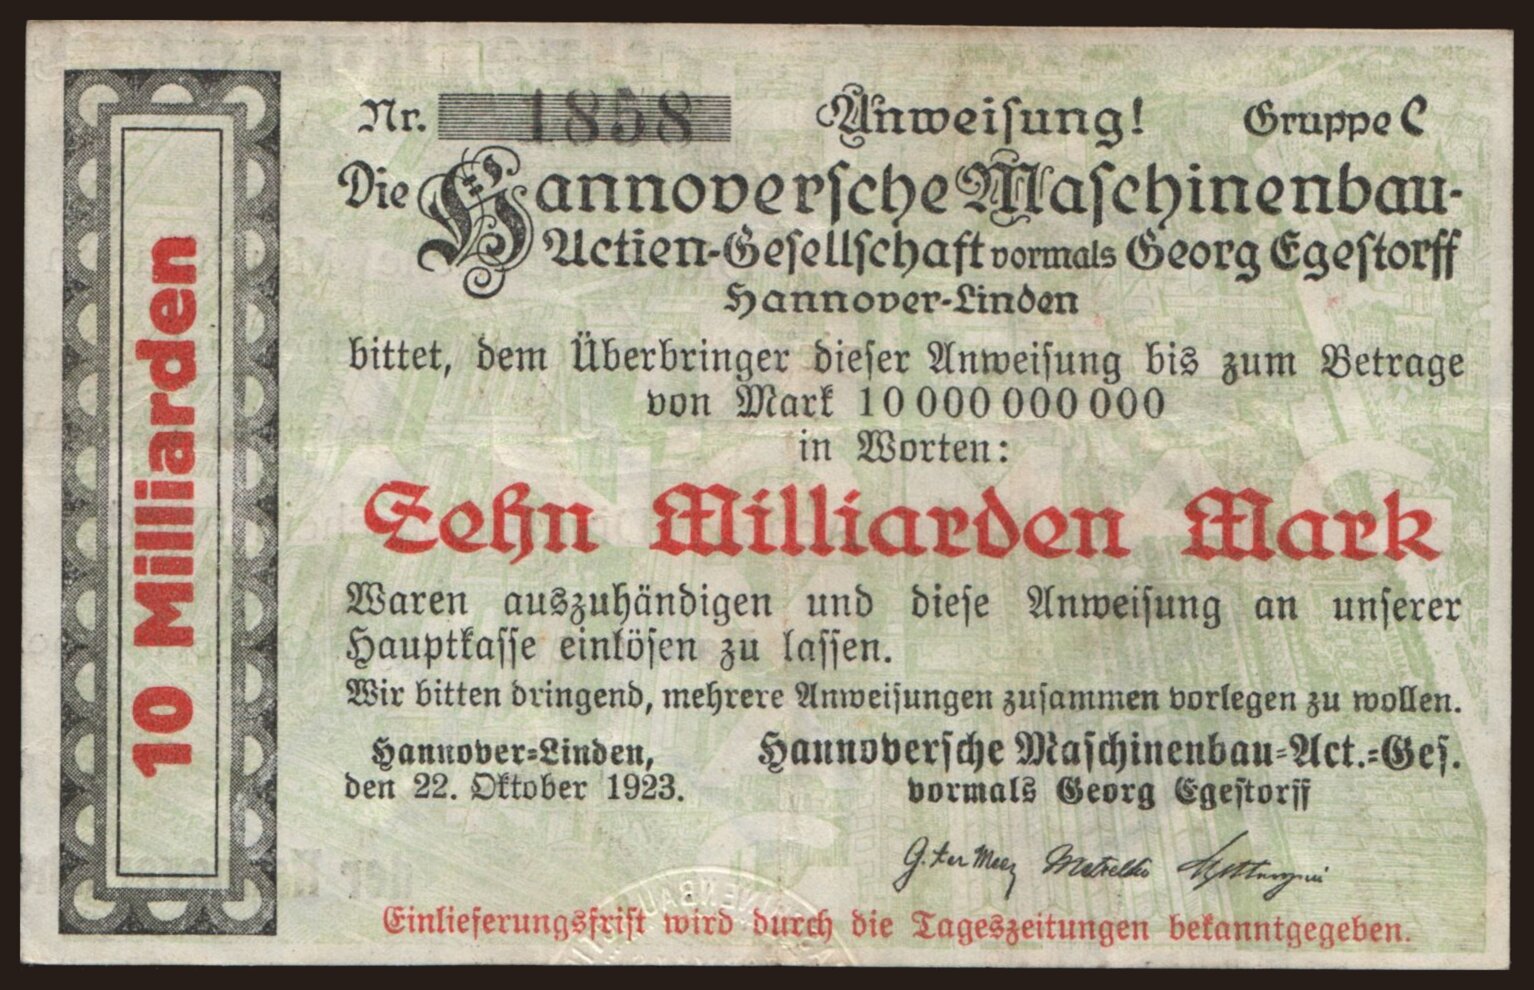 10 Milliarden
Nr. 1858 Anweisung! Gruppe C
Die Hannoversche Maschinenbau-
Actien-Gesellschaft vormals Georg Egestorff
Hannover-Linden
bittet, dem Überbringer dieser Anweisung bis zum Betrage
von Mark 10 000 000 000
in Worten:
Zehn Milliarden Mark
Waren auszuhändigen und diese Anweisung an unserer
Hauptkasse einlösen zu lassen.
Wir bitten dringend, mehrere Anweisungen zusammen vorlegen zu wollen.
Hannover-Linden,
den 22. Oktober 1923.
Hannoversche Maschinenbau-Act.-Ges.
vormals Georg Egestorff
G. ter Meer
Einlieferungsfrist wird durch die Tageszeitungen bekanntgegeben.